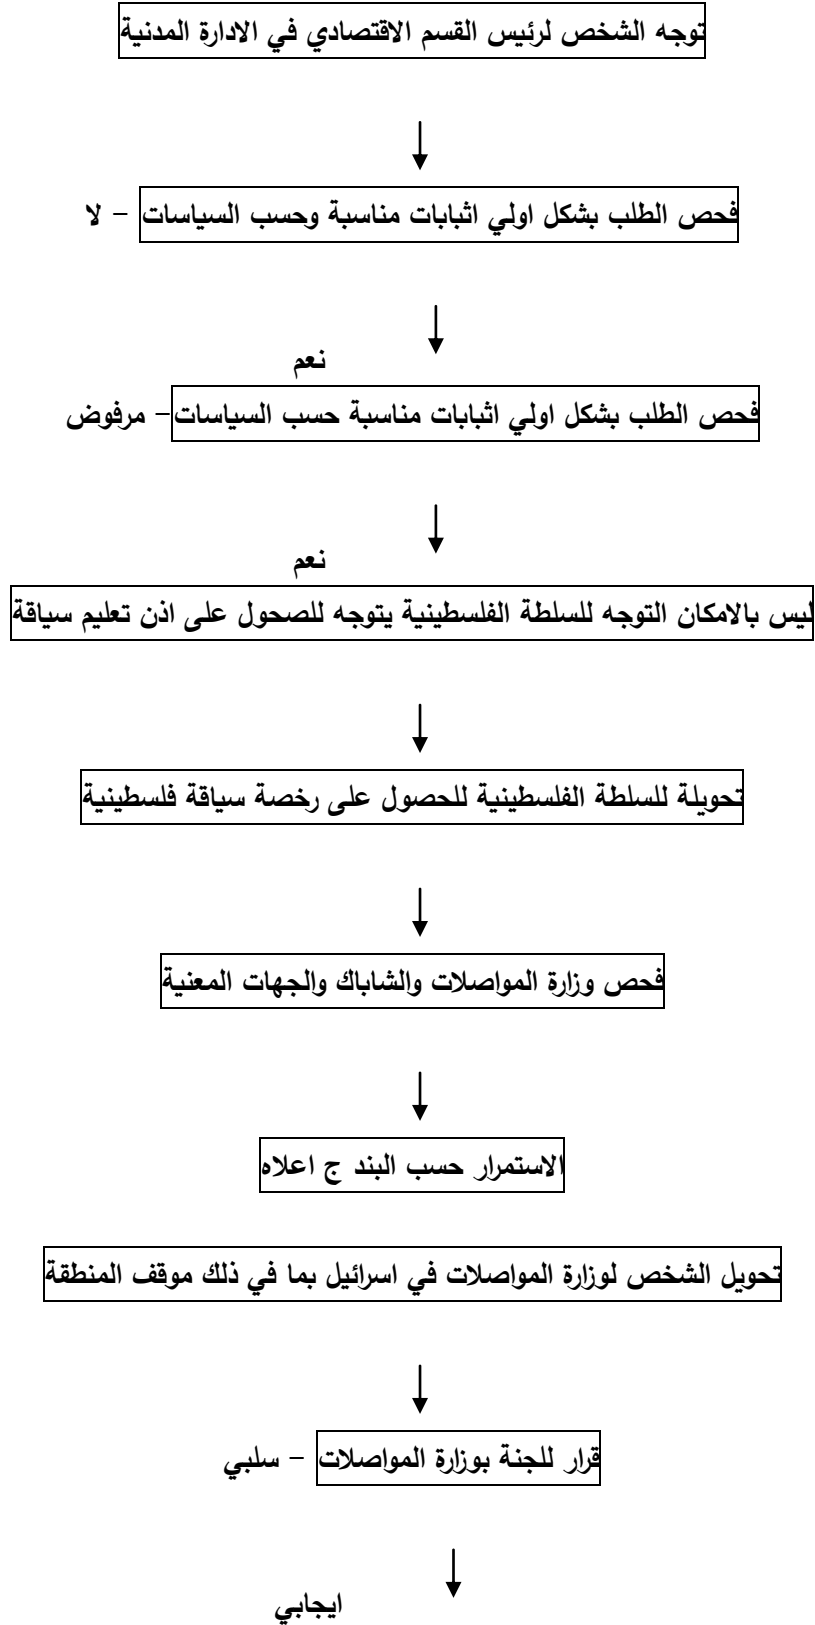 توجه الشخص لرئيس القسم الاقتصادي في الادارة المدنية
فحص الطلب بشكل اولي اثبابات مناسبة وحسب السياسات – لا
نعم
فحص الطلب بشكل اولي اثبابات مناسبة حسب السياسات – مرفوض
نعم
ليس بالامكان التوجه للسلطة الفلسطينية يتوجه للصحول على اذن تعليم سياقة
تحويلة للسلطة الفلسطينية للحصول على رخصة سياقة فلسطينية
فحص وزارة المواصلات والشاباك والجهات المعنية
الاستمرار حسب البند ج اعلاه
تحويل الشخص لوزارة المواصلات في اسرائيل بما في ذلك موقف المنطقة
قرار للجنة بوزارة المواصلات – سلبي
ايجابي